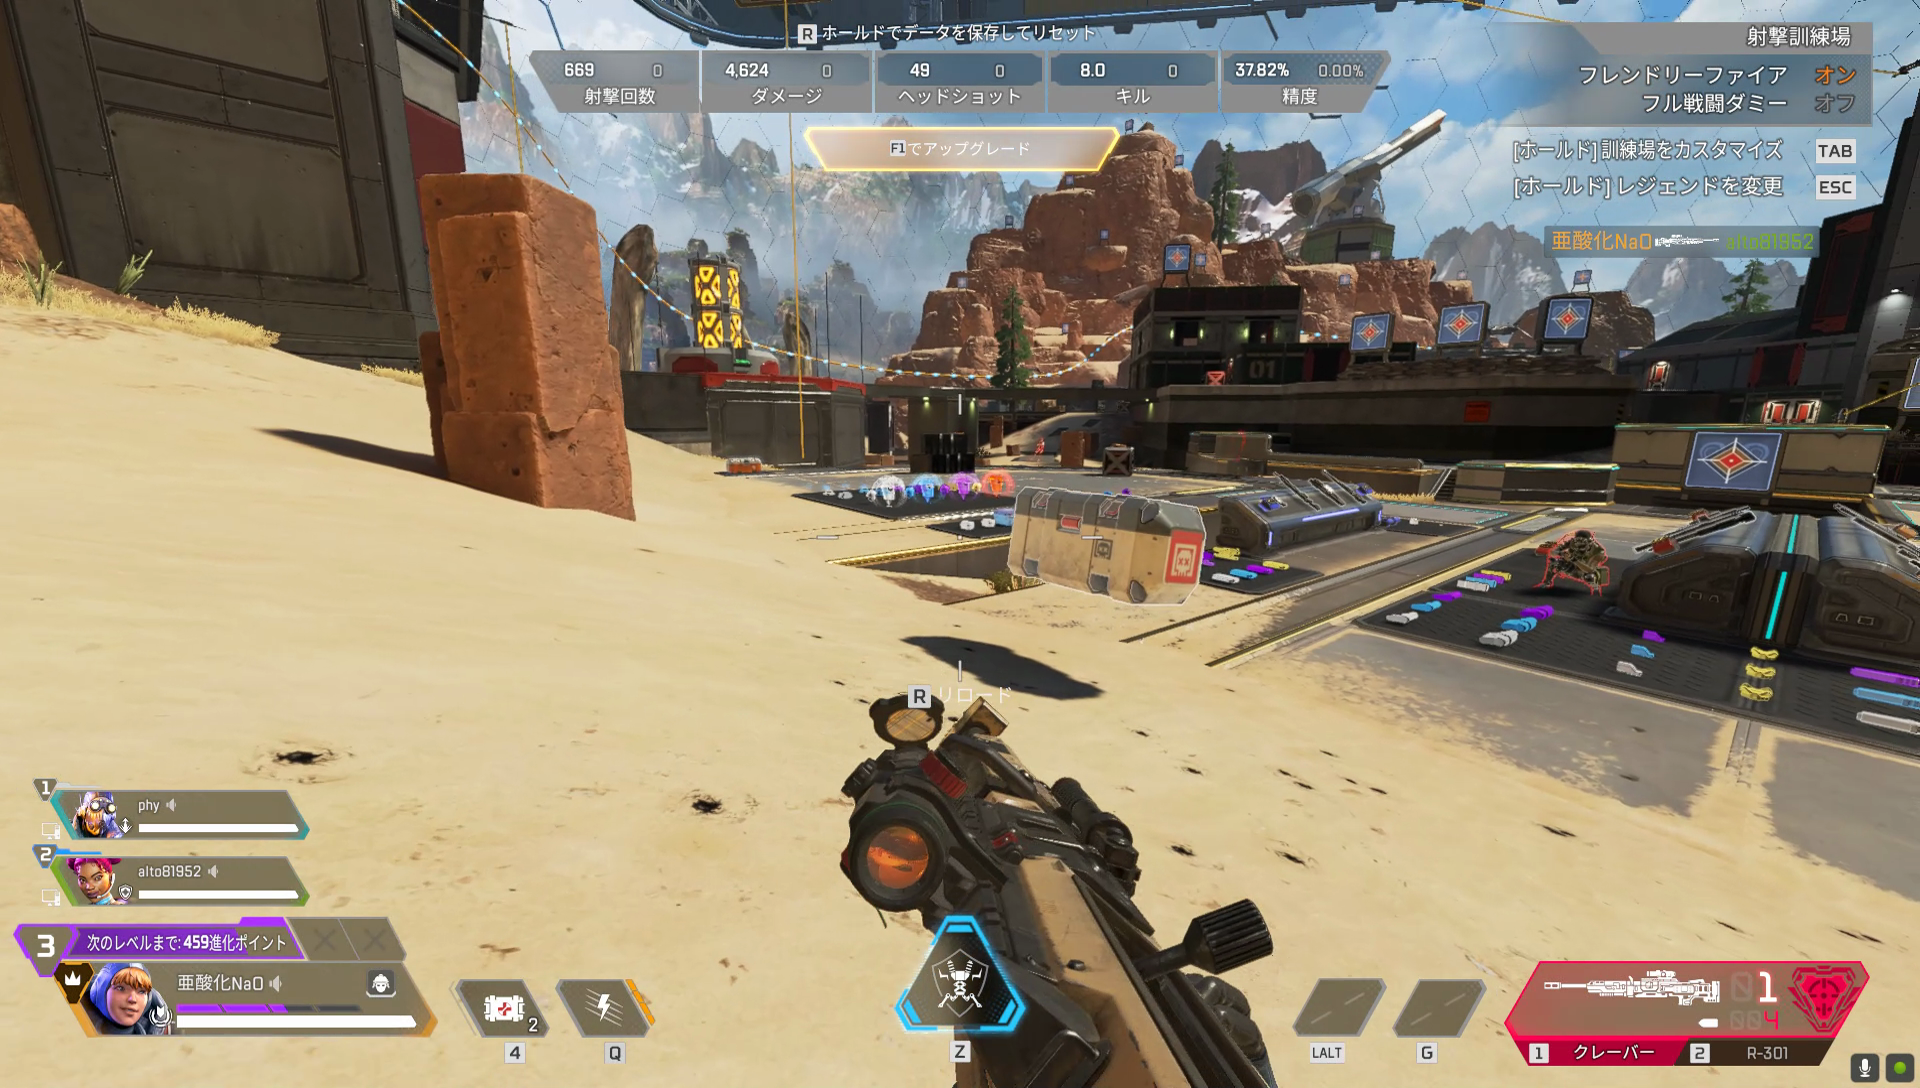 R ホールドでデータを保存してリセット
669 0 4,624 0 49 0 8.0 0 37.82% 0.00%
射撃回数 ダメージ ヘッドショット キル 精度
F1でアップグレード
射撃訓練場
フレンドリーファイア オン
フル戦闘ダミー オフ
[ホールド]訓練場をカスタマイズ TAB
[ホールド]レジェンドを変更 ESC
亜酸化NaO alto81952
01
R リロード
1
phy
2
alto81952
3 次のレベルまで:459進化ポイント
亜酸化NaO
2
4 Q Z LALT G
01
004
1 クレーバー 2 R-301